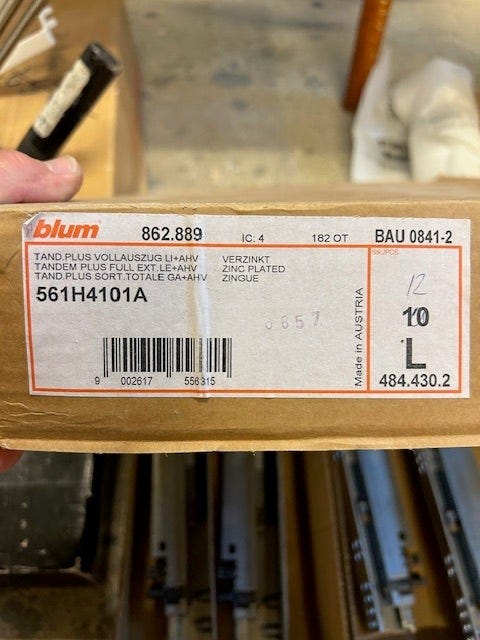 blum
862.889 IC: 4 182 OT BAU 0841-2
TAND.PLUS VOLLAUSZUG LI+AHV VERZINKT
TANDEM PLUS FULL EXT.LE+AHV ZINC PLATED
TAND.PLUS SORT.TOTALE GA+AHV ZINGUE
561H4101A
0857
9 002617 556315
Made in AUSTRIA
12
10
L
484.430.2